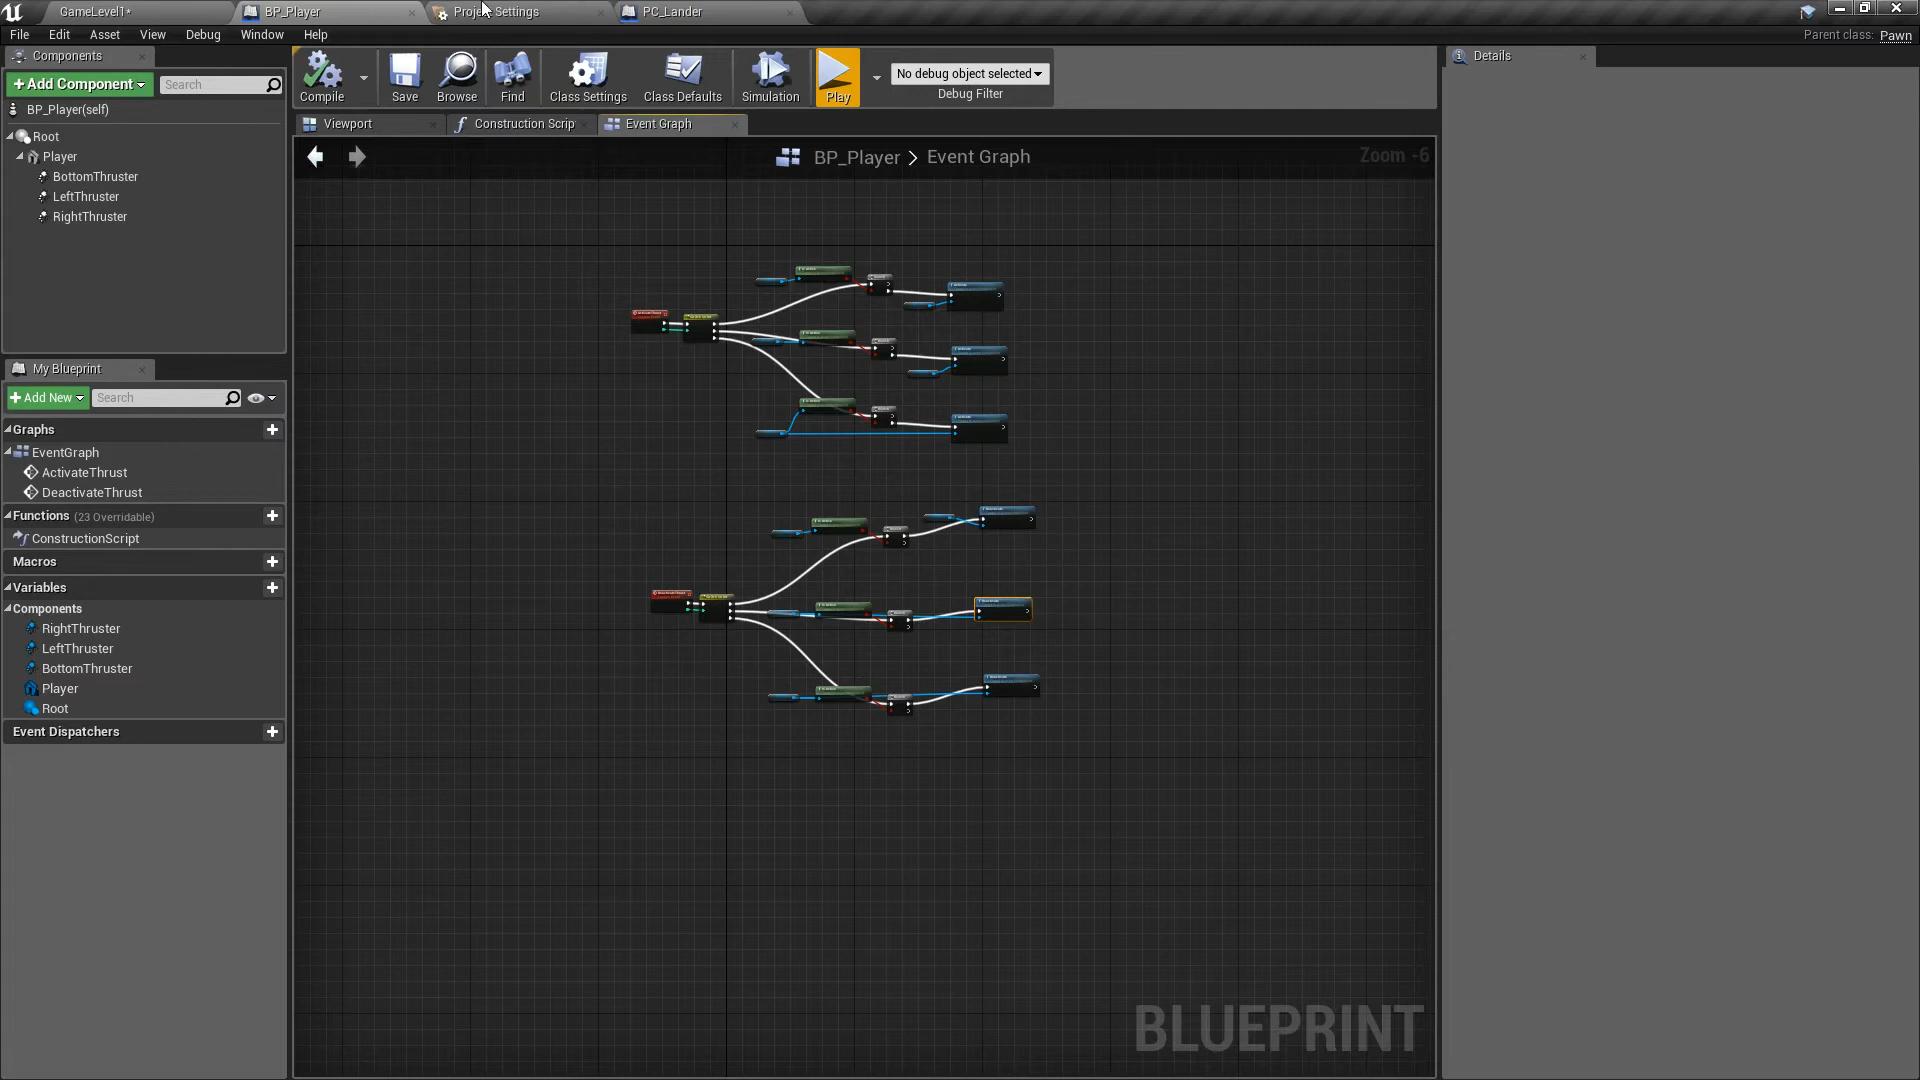 GameLevel1*
BP_Player
Project Settings
PC_Lander
File
Edit
Asset
View
Debug
Window
Help
Parent class: Pawn
Components
+Add Component
Search
BP_Player(self)
Root
Player
BottomThruster
LeftThruster
RightThruster
Compile
Save
Browse
Find
Class Settings
Class Defaults
Simulation
Play
No debug object selected
Debug Filter
Viewport
Construction Scrip
Event Graph
BP_Player > Event Graph
Zoom -6
Details
My Blueprint
+Add New
Search
Graphs
EventGraph
ActivateThrust
DeactivateThrust
Functions (23 Overridable)
ConstructionScript
Macros
Variables
Components
RightThruster
LeftThruster
BottomThruster
Player
Root
Event Dispatchers
BLUEPRINT